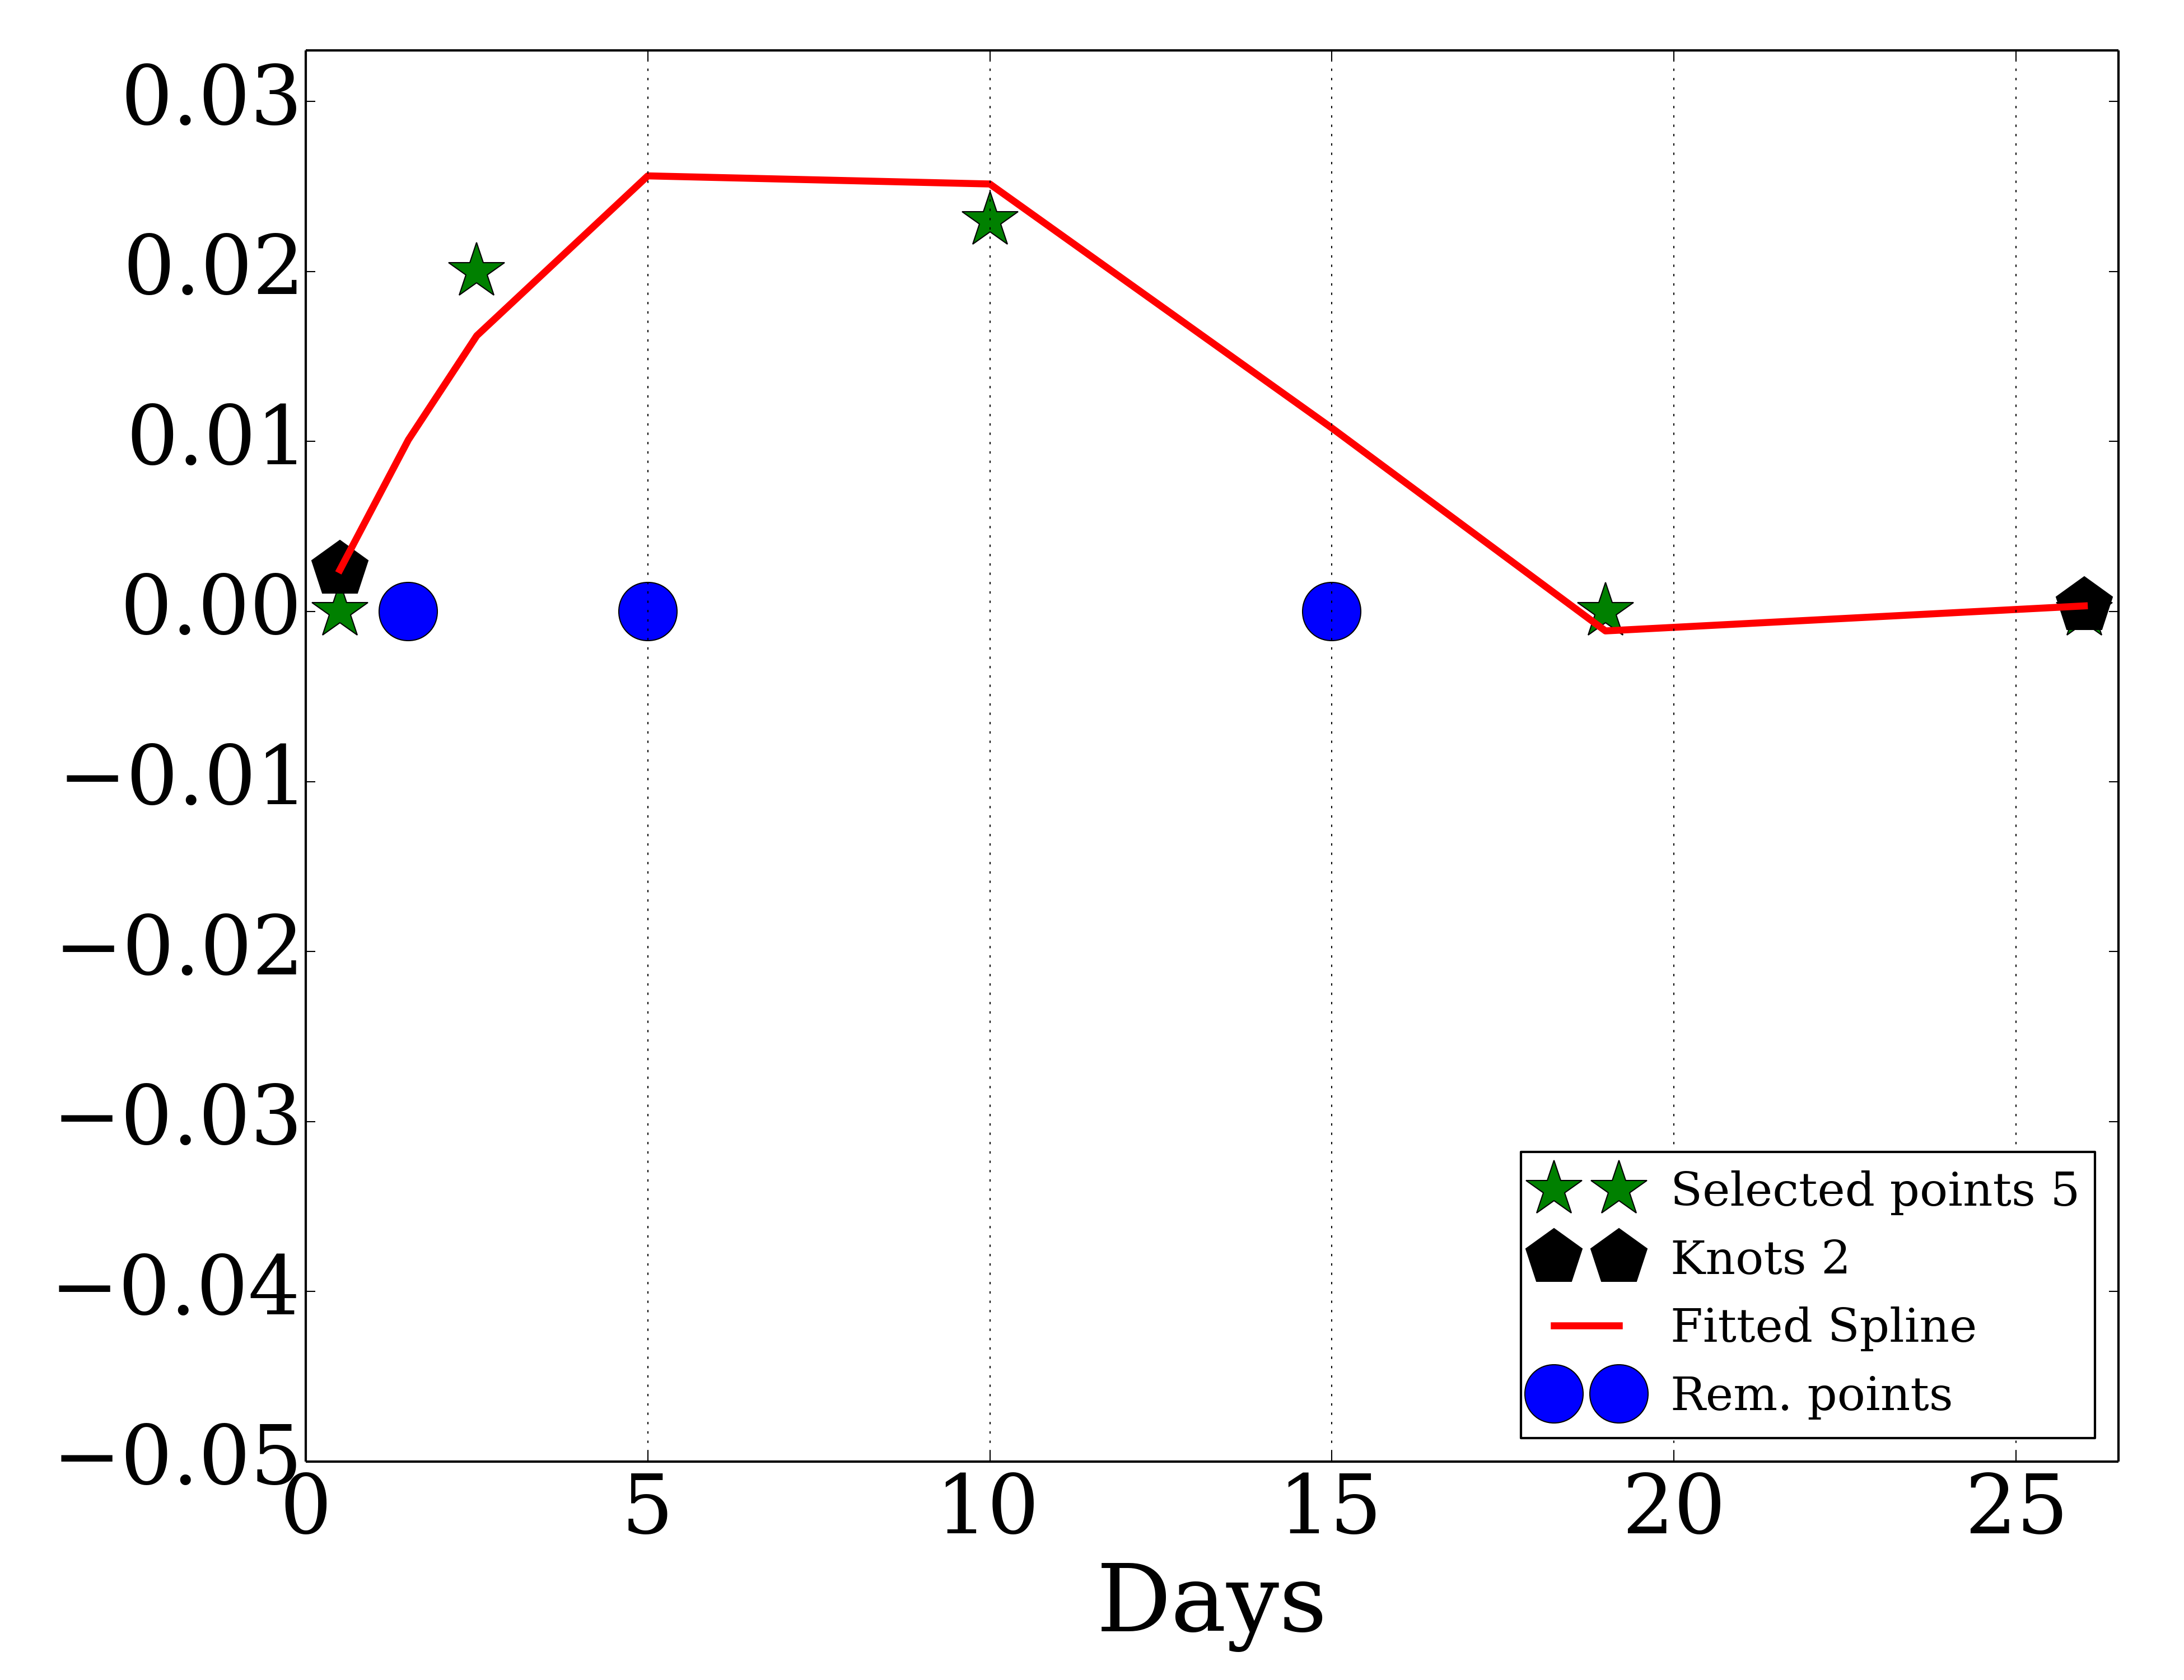 0.03
0.02
0.01
0.00
−0.01
−0.02
−0.03
−0.04
−0.05
0 5 10 15 20 25
Days
Selected points 5
Knots 2
Fitted Spline
Rem. points